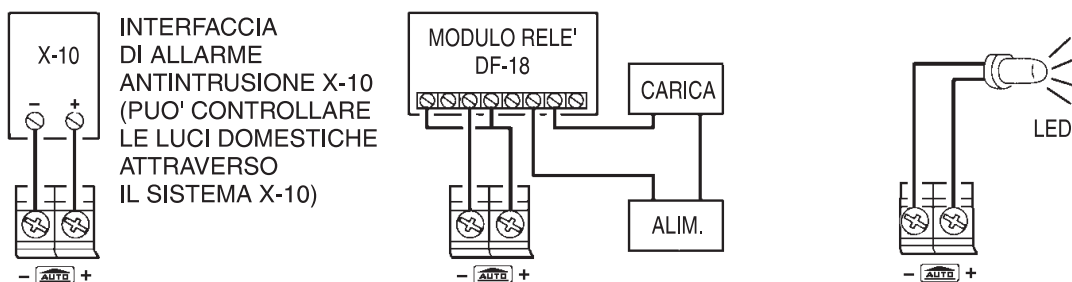 X-10
- +
INTERFACCIA
DI ALLARME
ANTINTRUSIONE X-10
(PUO' CONTROLLARE
LE LUCI DOMESTICHE
ATTRAVERSO
IL SISTEMA X-10)
- AUTO +
MODULO RELE'
DF-18
CARICA
ALIM.
- AUTO +
LED
- AUTO +